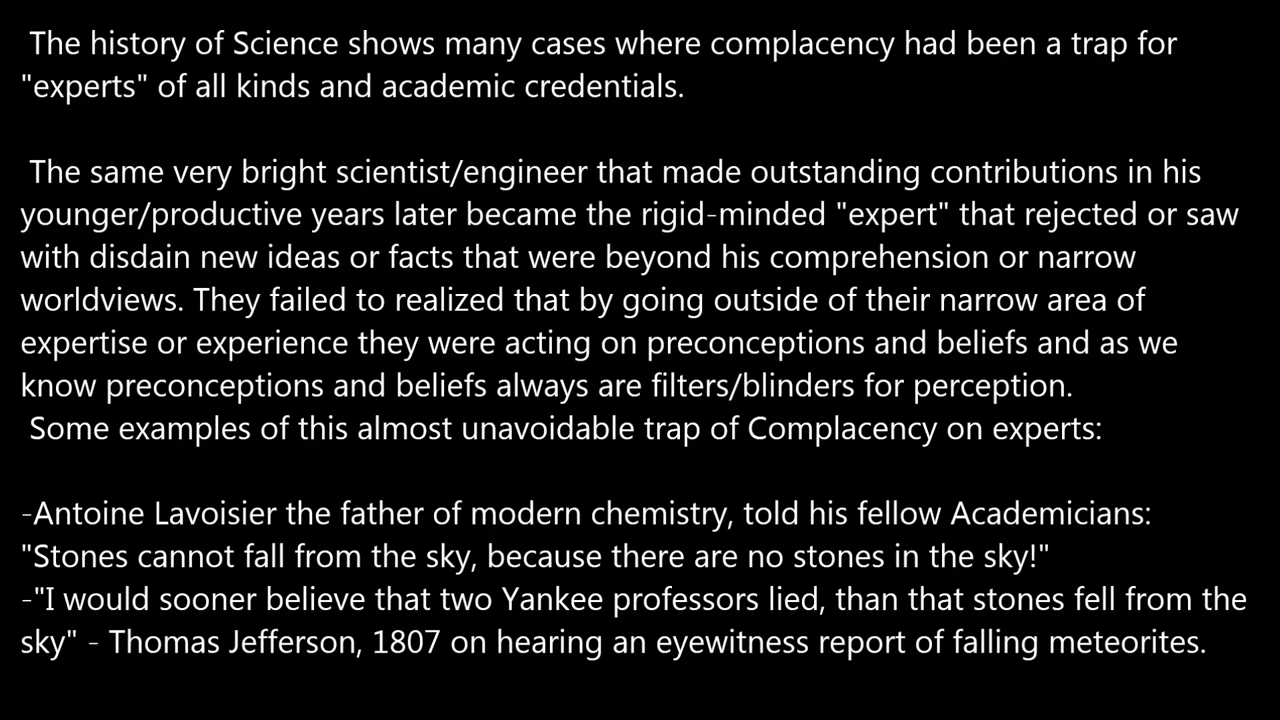 The history of Science shows many cases where complacency had been a trap for
"experts" of all kinds and academic credentials.
The same very bright scientist/engineer that made outstanding contributions in his
younger/productive years later became the rigid-minded "expert" that rejected or saw
with disdain new ideas or facts that were beyond his comprehension or narrow
worldviews. They failed to realized that by going outside of their narrow area of
expertise or experience they were acting on preconceptions and beliefs and as we
know preconceptions and beliefs always are filters/blinders for perception.
Some examples of this almost unavoidable trap of Complacency on experts:
-Antoine Lavoisier the father of modern chemistry, told his fellow Academicians:
"Stones cannot fall from the sky, because there are no stones in the sky!"
-"I would sooner believe that two Yankee professors lied, than that stones fell from the
sky" - Thomas Jefferson, 1807 on hearing an eyewitness report of falling meteorites.